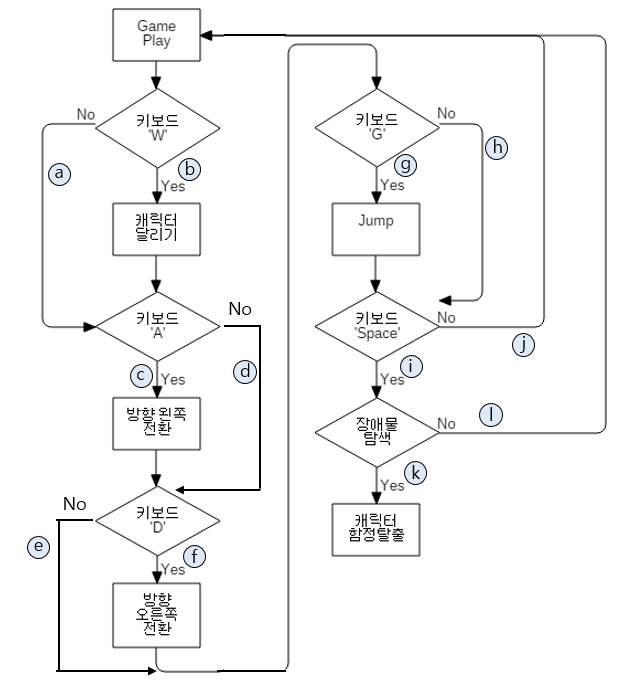 Game
Play
키보드
'W'
No
a
b
Yes
캐릭터
달리기
키보드
'A'
No
c
Yes
d
방향 왼쪽
전환
키보드
'D'
No
e
f
Yes
방향
오른쪽
전환
키보드
'G'
No
g
h
Yes
Jump
키보드
'Space'
No
j
i
Yes
장애물
탐색
No
l
k
Yes
캐릭터
함정탈출